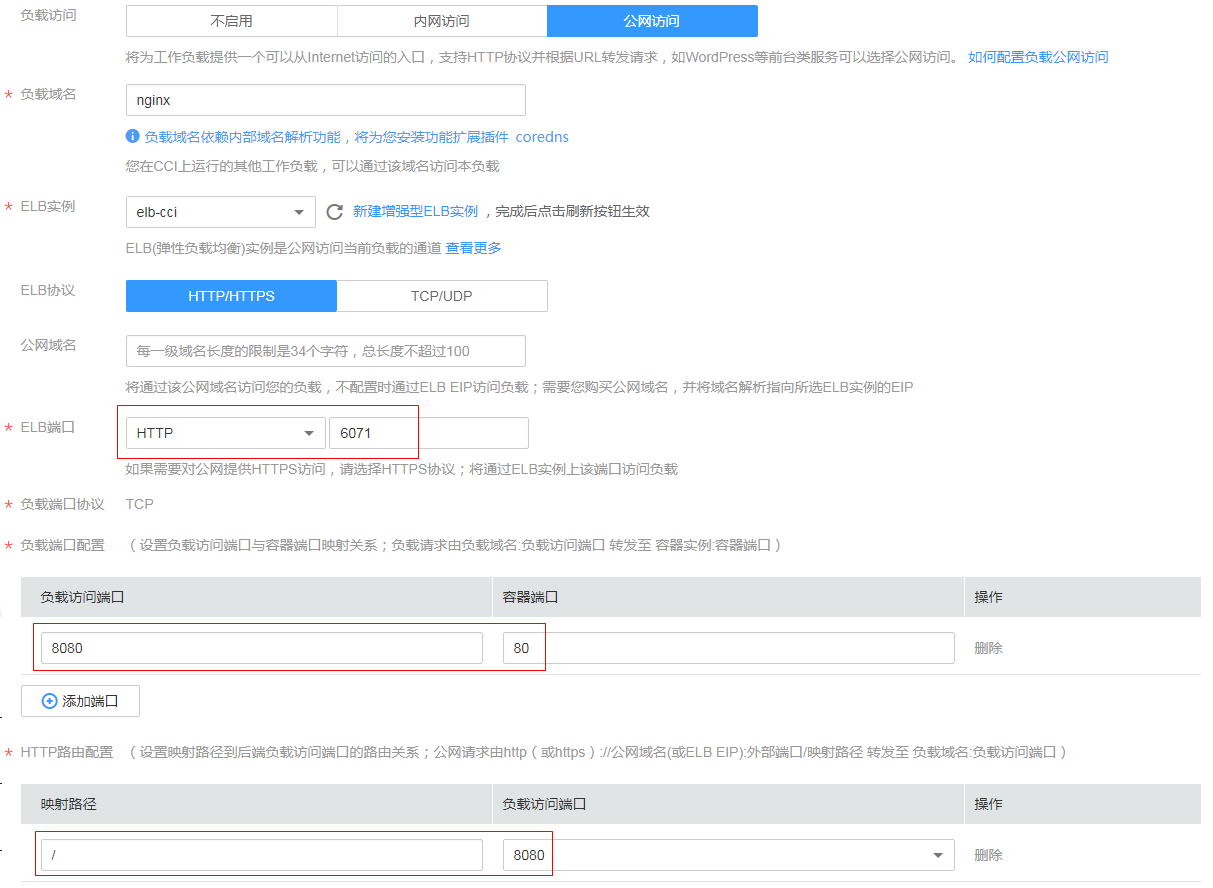 负载访问
不启用 内网访问 公网访问
将为工作负载提供一个可以从Internet访问的入口，支持HTTP协议并根据URL转发请求，如WordPress等前台类服务可以选择公网访问。 如何配置负载公网访问
* 负载域名
nginx
负载域名依赖内部域名解析功能，将为您安装功能扩展插件 coredns
您在CCI上运行的其他工作负载，可以通过该域名访问本负载
* ELB实例
elb-cci 新建增强型ELB实例 ，完成后点击刷新按钮生效
ELB(弹性负载均衡)实例是公网访问当前负载的通道 查看更多
ELB协议
HTTP/HTTPS TCP/UDP
公网域名
每一级域名长度的限制是34个字符，总长度不超过100
将通过该公网域名访问您的负载，不配置时通过ELB EIP访问负载；需要您购买公网域名，并将域名解析指向所选ELB实例的EIP
* ELB端口
HTTP 6071
如果需要对公网提供HTTPS访问，请选择HTTPS协议；将通过ELB实例上该端口访问负载
* 负载端口协议 TCP
* 负载端口配置 （设置负载访问端口与容器端口映射关系；负载请求由负载域名:负载访问端口 转发至 容器实例:容器端口）
负载访问端口 容器端口 操作
8080 80 删除
添加端口
* HTTP路由配置 （设置映射路径到后端负载访问端口的路由关系；公网请求由http（或https）://公网域名(或ELB EIP):外部端口/映射路径 转发至 负载域名:负载访问端口）
映射路径 负载访问端口 操作
/ 8080 删除